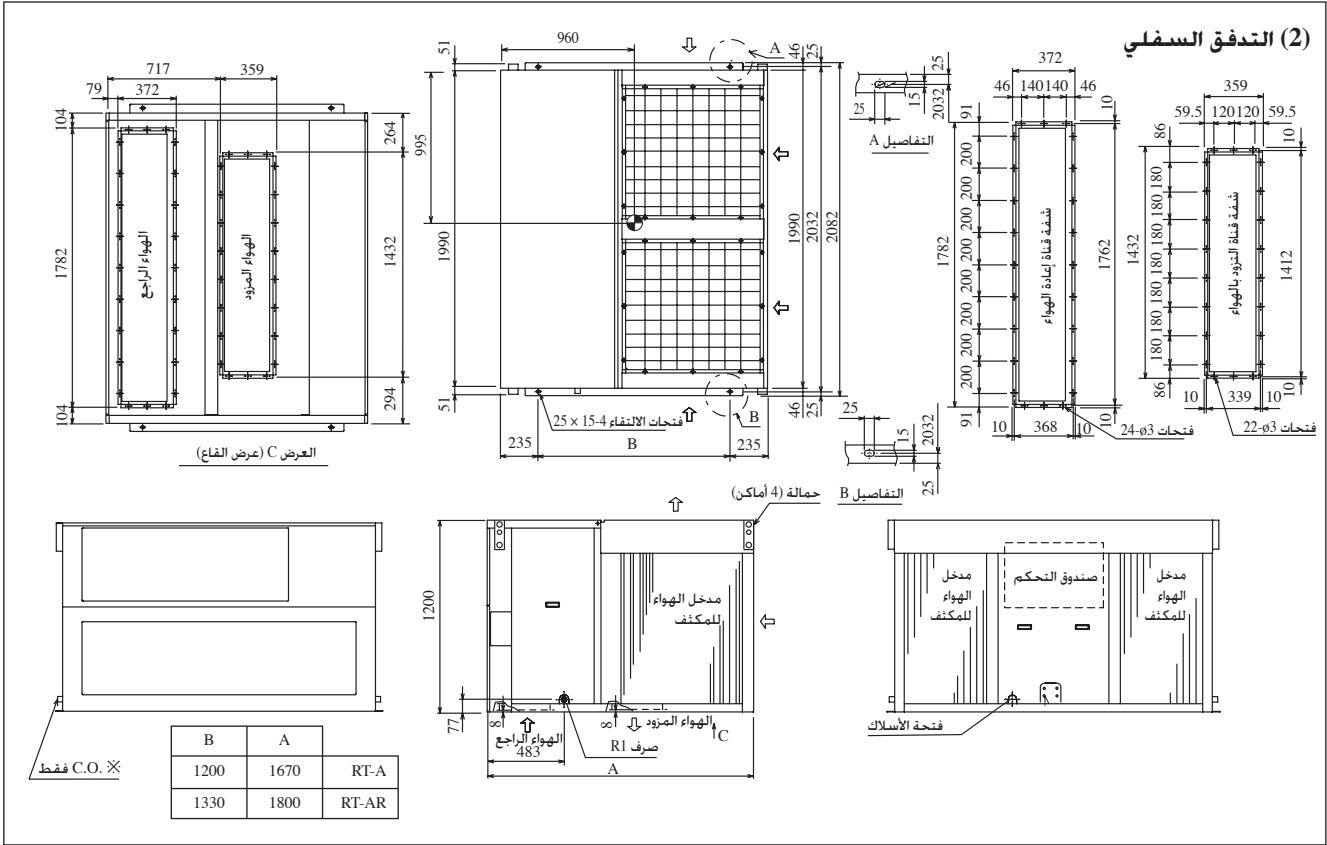 (2) التدفق السفلي
717
359
79
372
104
1782
104
264
1432
294
الهواء الراجع
الهواء المزود
العرض C (عرض القاع)
960
51
995
1990
51
A
46
25
1990
2032
2082
46
25
B
فتحات الالتقاء 4-15 × 25
235
B
235
25
15
2032
25
التفاصيل A
25
15
2032
25
التفاصيل B
372
46
140
140
46
91
10
200
200
200
200
200
200
200
200
1782
1762
شفة قناة إعادة الهواء
91
10
10
368
10
فتحات 24-ø3
359
59.5
120
120
59.5
86
10
180
180
180
180
180
180
180
1432
1412
شفة قناة التزود بالهواء
86
10
10
339
10
فتحات 22-ø3
※ C.O. فقط
B
A
1200
1670
RT-A
1330
1800
RT-AR
حمالة (4 أماكن)
1200
مدخل الهواء
للمكثف
77
8
8
الهواء المزود
الهواء الراجع
صرف R1
C
483
A
مدخل
الهواء
للمكثف
صندوق التحكم
مدخل
الهواء
للمكثف
فتحة الأسلاك